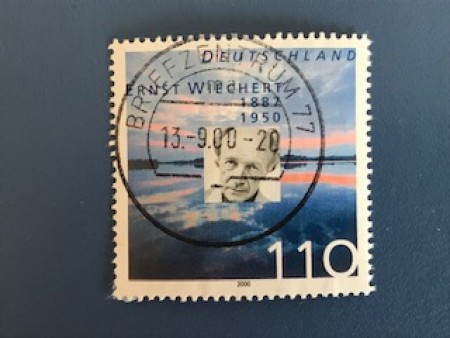 DEUTSCHLAND
ERNST WIECHERT
1887
1950
BRIEFZENTRUM 77
13.-9.00-20
110
2000